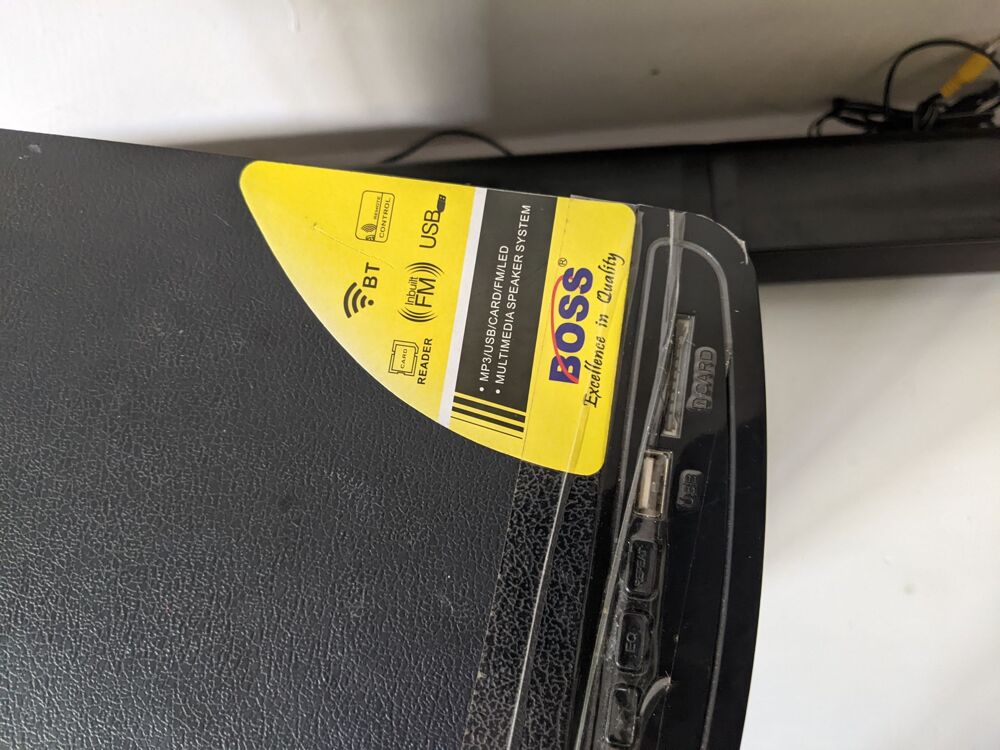 BOSS®
Excellence in Quality
• MP3/USB/CARD/FM/LED
• MULTIMEDIA SPEAKER SYSTEM
CARD
READER
Inbuilt
FM
USB
BT
REMOTE
CONTROL
USB
EQ